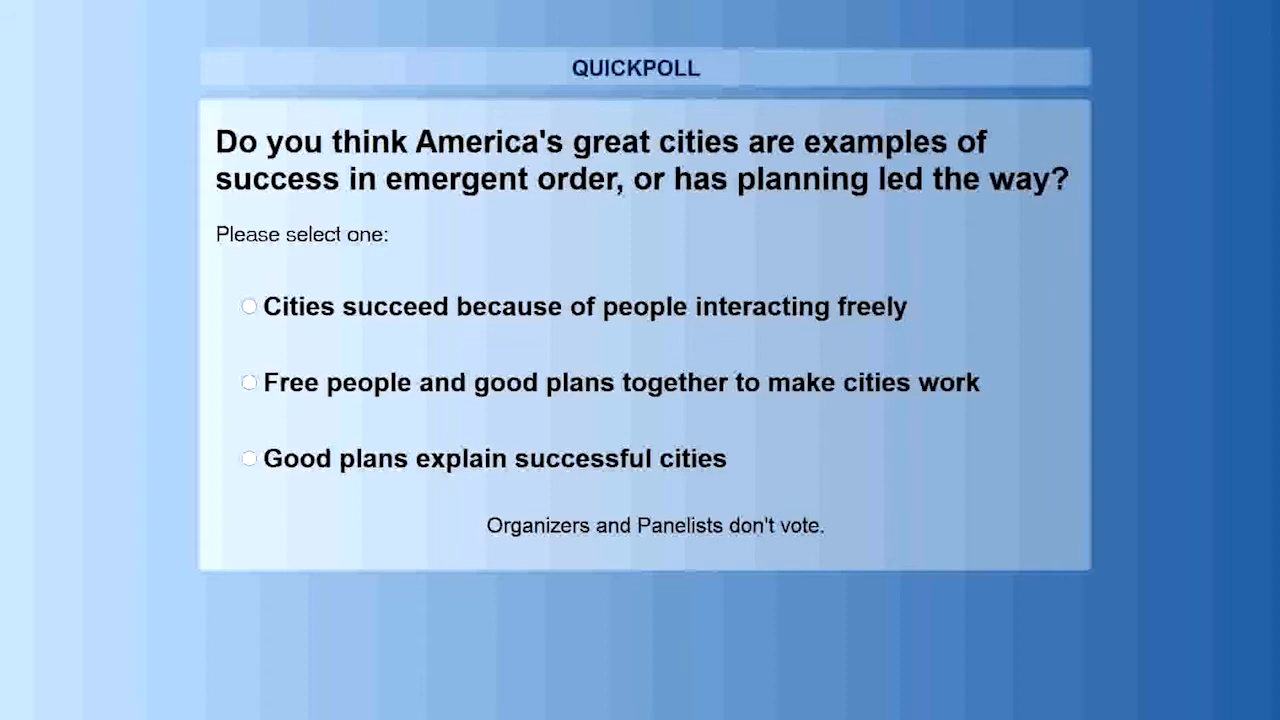 QUICKPOLL
Do you think America's great cities are examples of
success in emergent order, or has planning led the way?
Please select one:
Cities succeed because of people interacting freely
Free people and good plans together to make cities work
Good plans explain successful cities
Organizers and Panelists don't vote.